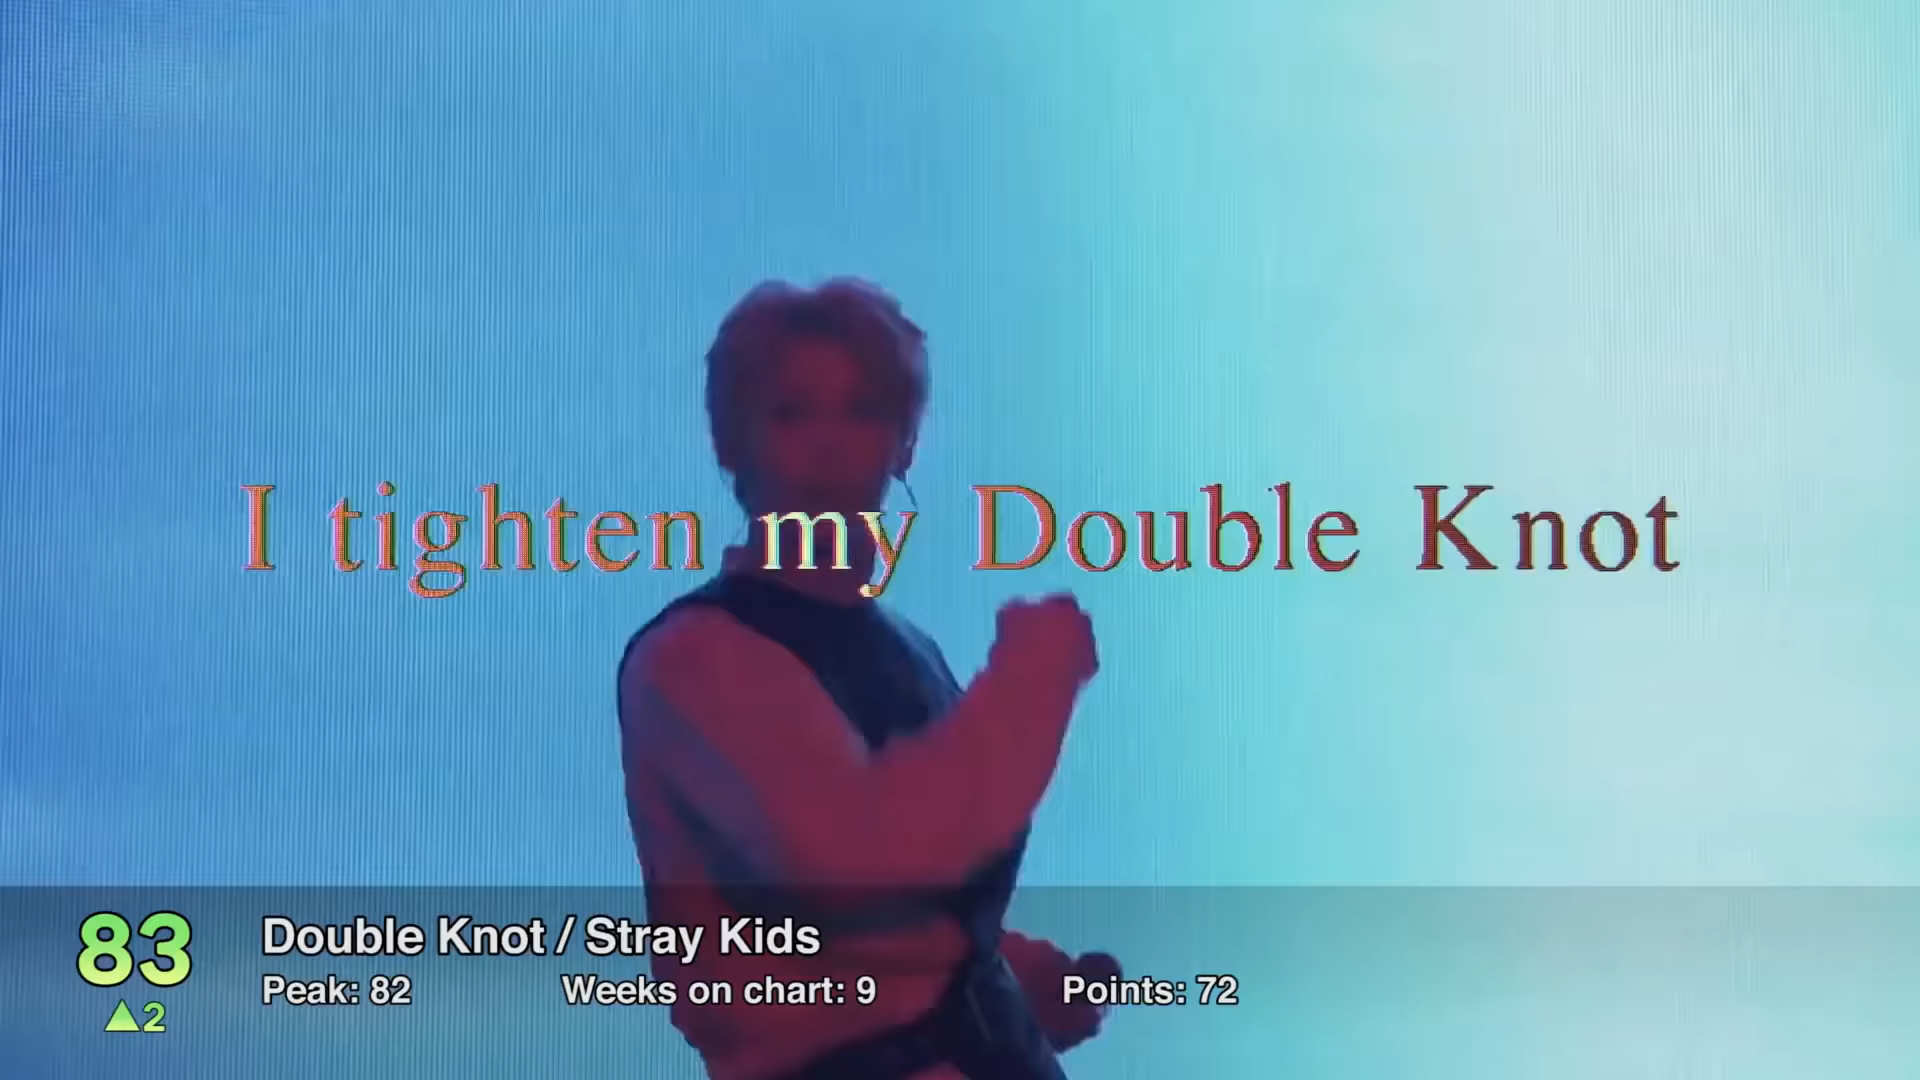 I tighten my Double Knot
83
▲2
Double Knot / Stray Kids
Peak: 82 Weeks on chart: 9 Points: 72